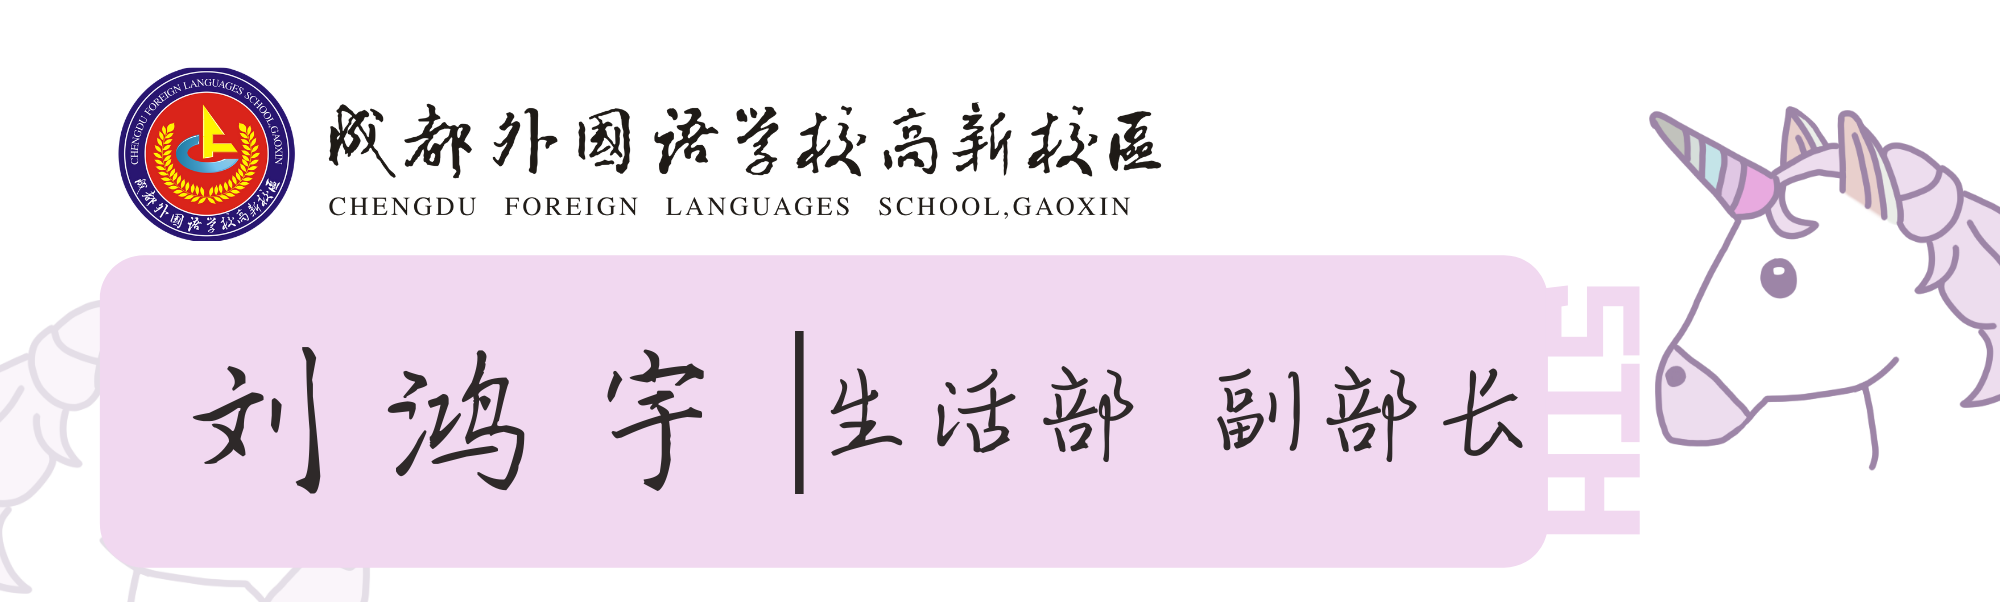 CHENGDU FOREIGN LANGUAGES SCHOOL,GAOXIN
成都外国语学校高新校區
成都外國语学校高新校區
CHENGDU FOREIGN LANGUAGES SCHOOL,GAOXIN
刘鸿宇 | 生活部 副部长
5TH